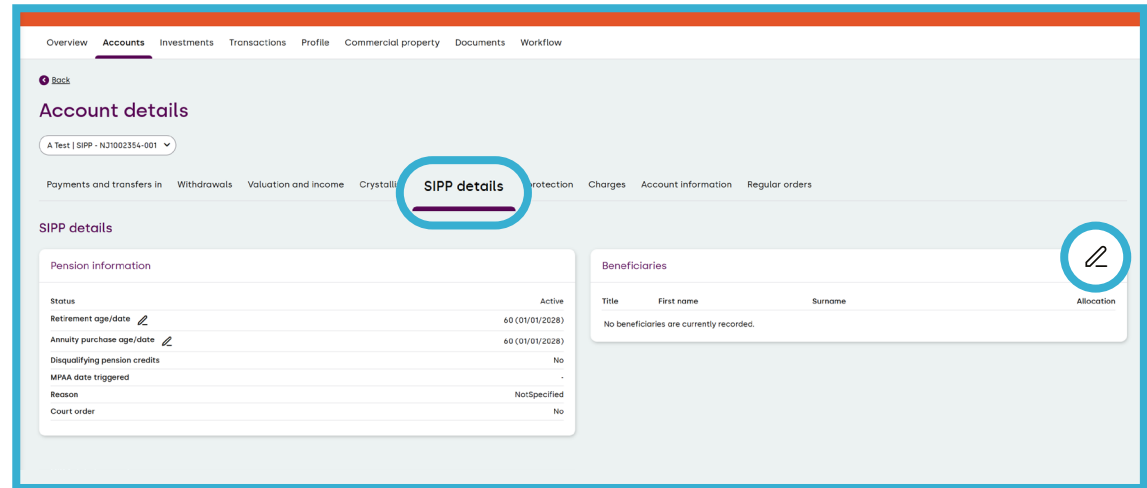 Overview Accounts Investments Transactions Profile Commercial property Documents Workflow
Back
Account details
A Test | SIPP - NJ1002354-001
Payments and transfers in Withdrawals Valuation and income SIPP details Charges Account information Regular orders
SIPP details
Pension information
Status Active
Retirement age/date 60 (01/01/2028)
Annuity purchase age/date 60 (01/01/2028)
Disqualifying pension credits No
MPAA date triggered -
Reason NotSpecified
Court order No
Beneficiaries
Title First name Surname Allocation
No beneficiaries are currently recorded.